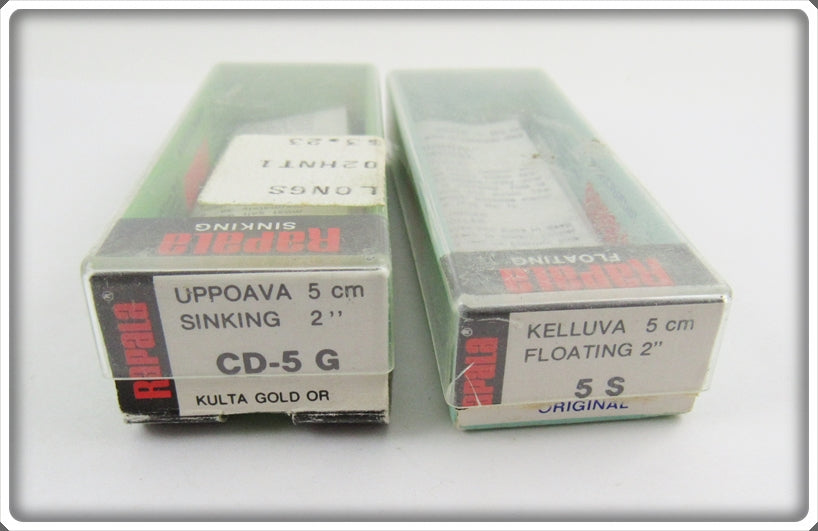 $3.23
02HNT1
LONGS
Rapala
SINKING
Rapala®
UPPOAVA 5 cm
SINKING 2"
CD-5 G
KULTA GOLD OR
Rapala
FLOATING
Rapala®
KELLUVA 5 cm
FLOATING 2"
5 S
ORIGINAL